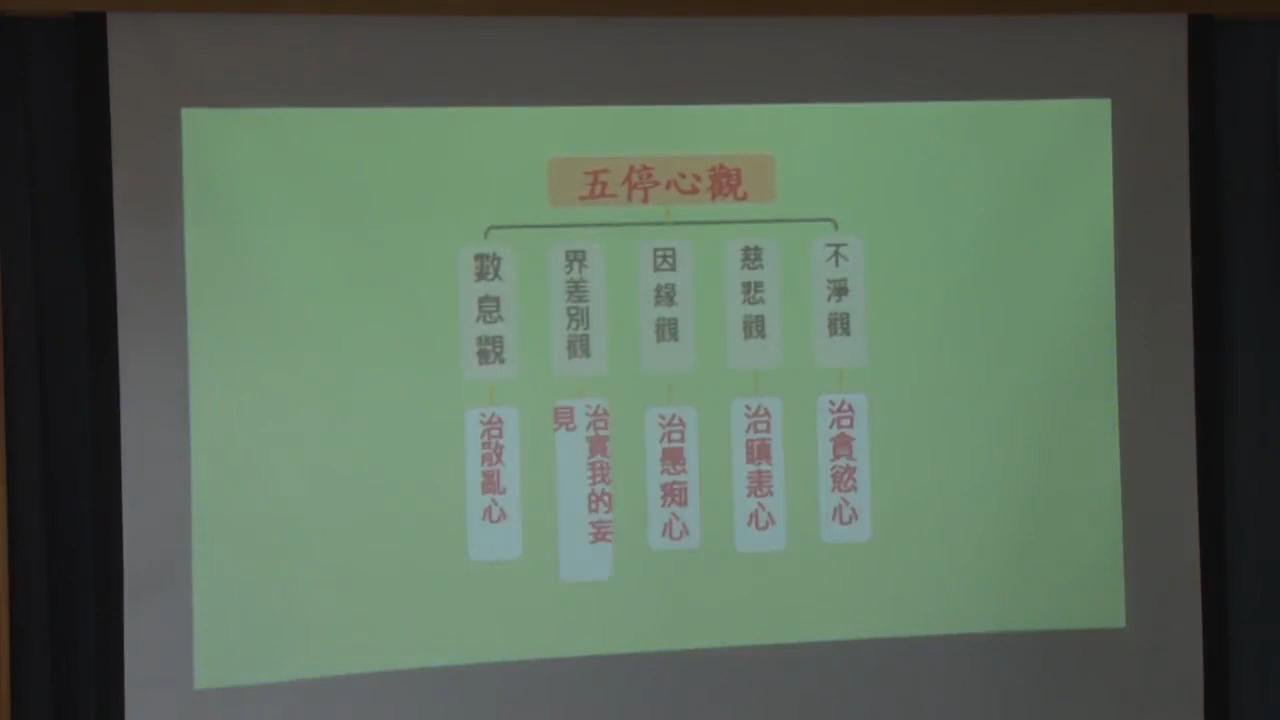 五停心觀
不淨觀
慈悲觀
因緣觀
界差別觀
數息觀
治貪慾心
治瞋恚心
治愚痴心
治實我的妄
見
治散亂心